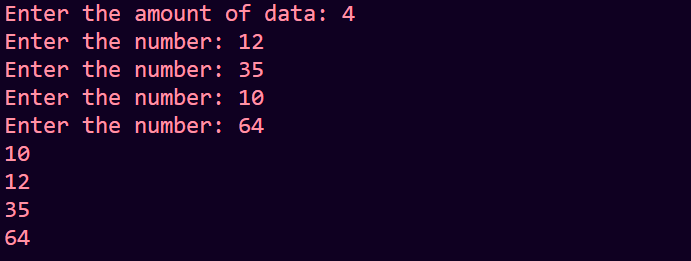 Enter the amount of data: 4
Enter the number: 12
Enter the number: 35
Enter the number: 10
Enter the number: 64
10
12
35
64